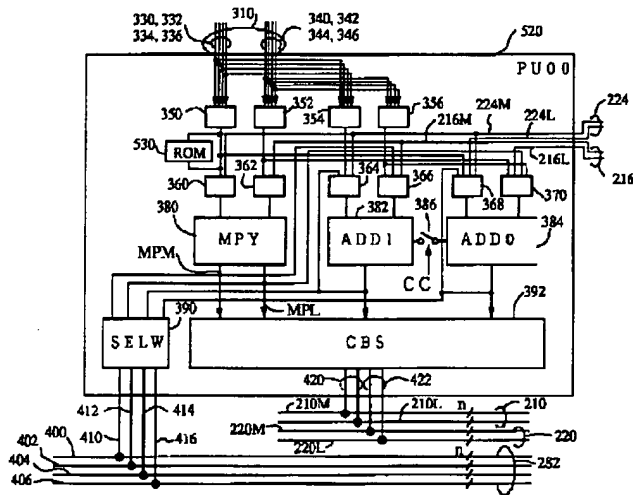 330, 332 310 340, 342
334, 336 344, 346 520
PU00
350 352 354 356
224M 224
216M 224L
530 ROM 216L
216
360 362 364 366 368 370
380 382 386 384
MPY ADD1 ADD0
MPM CC
390 MPL 392
SELW CBS
420 422
412 414 210M n 210
210L
410 416 220M 220
402 400 220L n
404 282
406